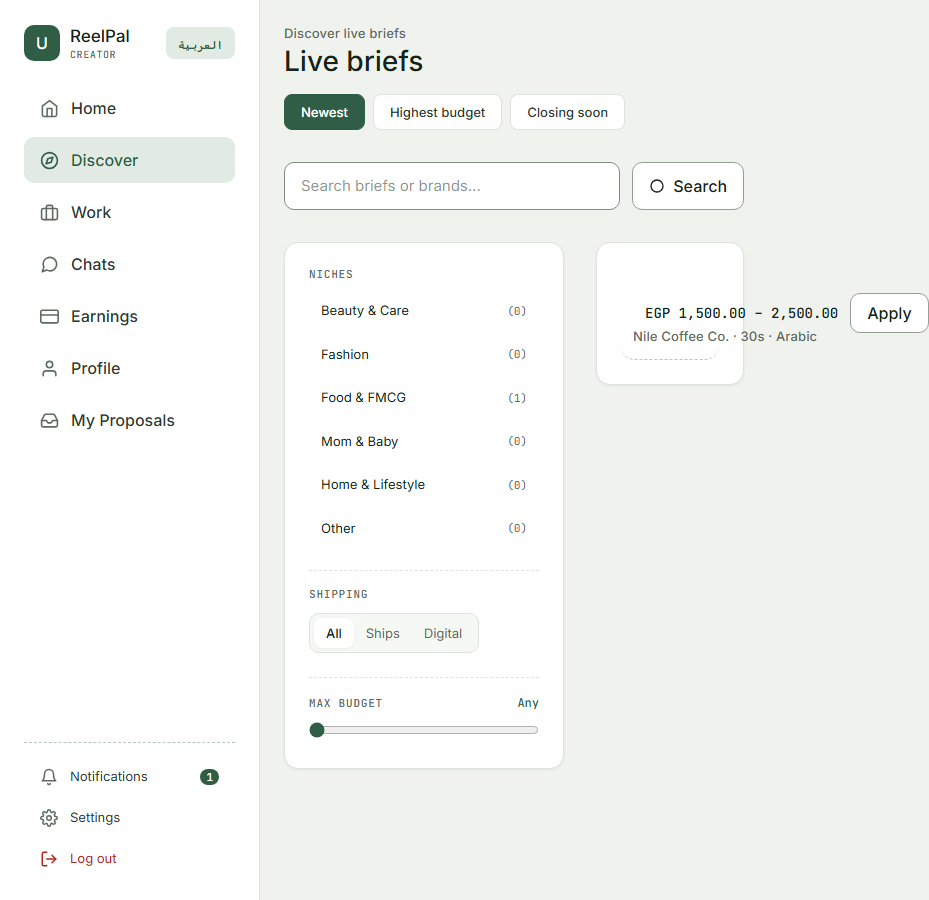 U
ReelPal
CREATOR
العربية
Home
Discover
Work
Chats
Earnings
Profile
My Proposals
Notifications 1
Settings
Log out
Discover live briefs
Live briefs
Newest Highest budget Closing soon
Search briefs or brands...
Search
NICHES
Beauty & Care (0)
Fashion (0)
Food & FMCG (1)
Mom & Baby (0)
Home & Lifestyle (0)
Other (0)
SHIPPING
All Ships Digital
MAX BUDGET Any
EGP 1,500.00 – 2,500.00 Apply
Nile Coffee Co. · 30s · Arabic